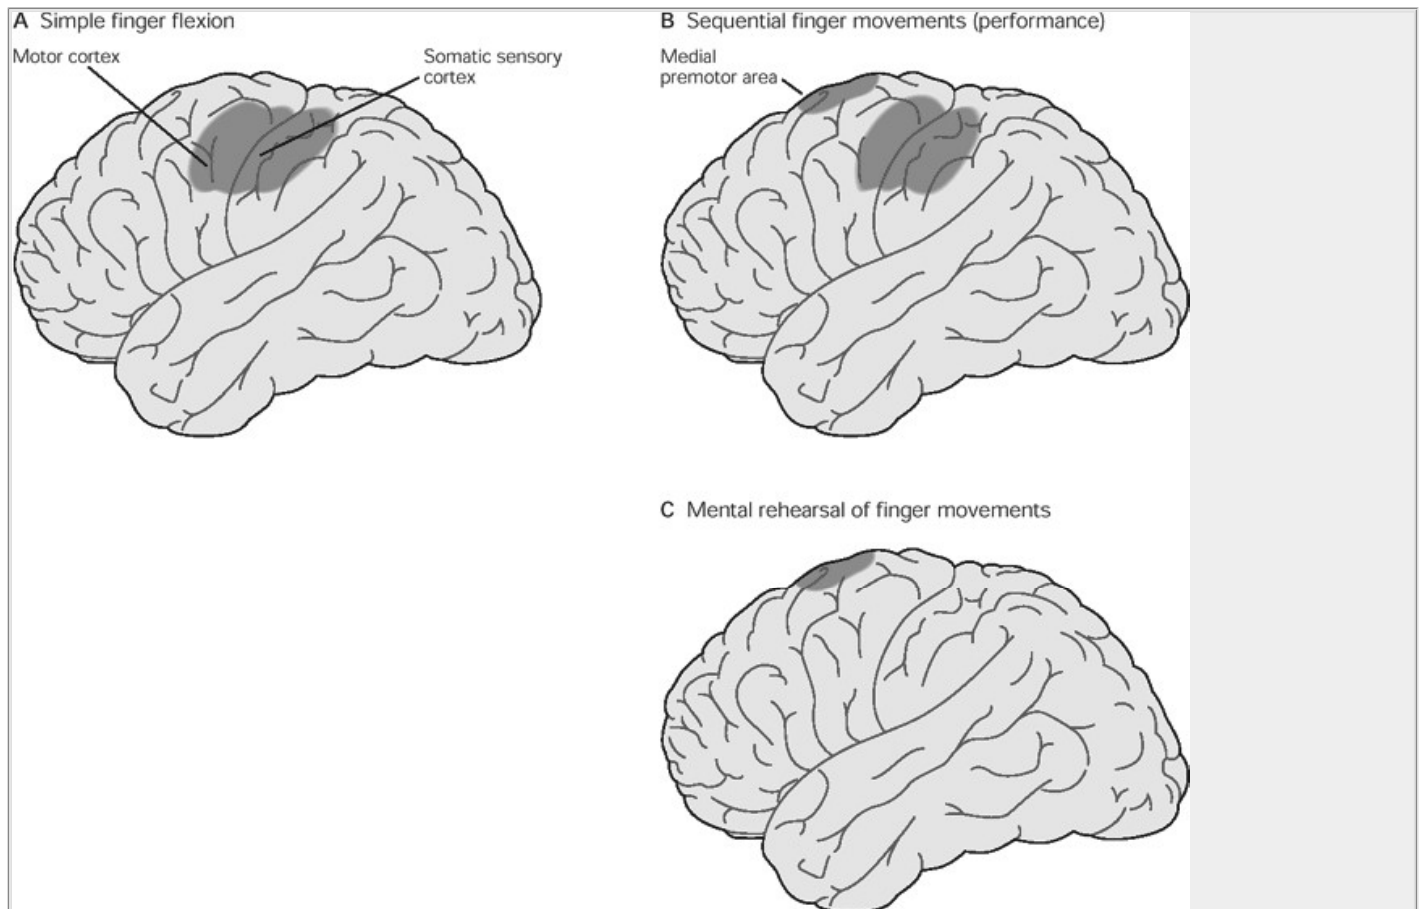 A Simple finger flexion
Motor cortex
Somatic sensory
cortex
B Sequential finger movements (performance)
Medial
premotor area
C Mental rehearsal of finger movements